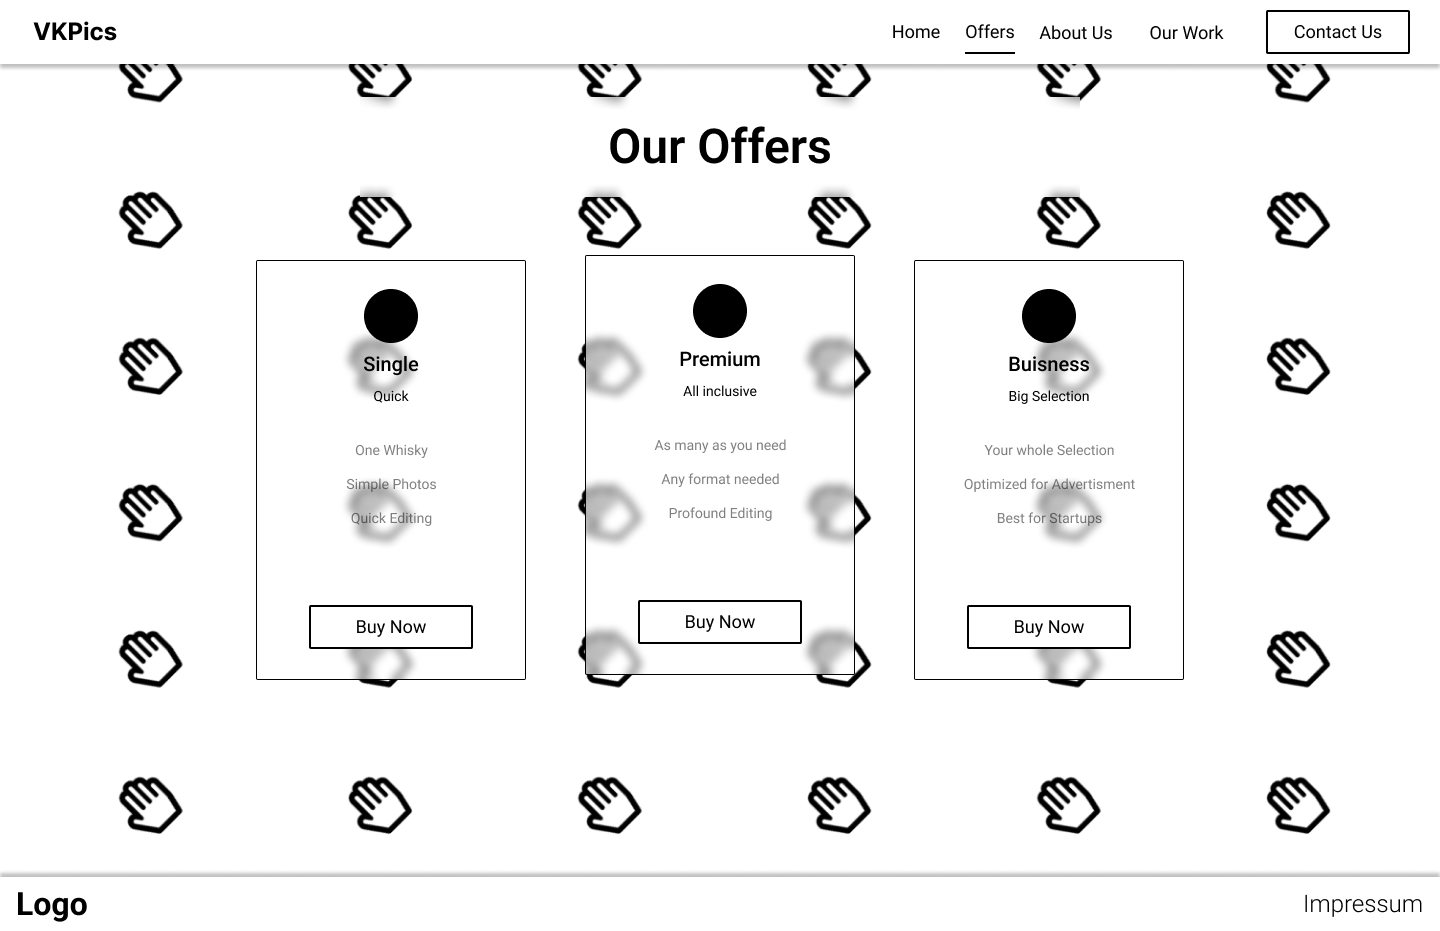 VKPics
Home
Offers
About Us
Our Work
Contact Us
Our Offers
Single
Quick
One Whisky
Simple Photos
Quick Editing
Buy Now
Premium
All inclusive
As many as you need
Any format needed
Profound Editing
Buy Now
Buisness
Big Selection
Your whole Selection
Optimized for Advertisment
Best for Startups
Buy Now
Logo
Impressum